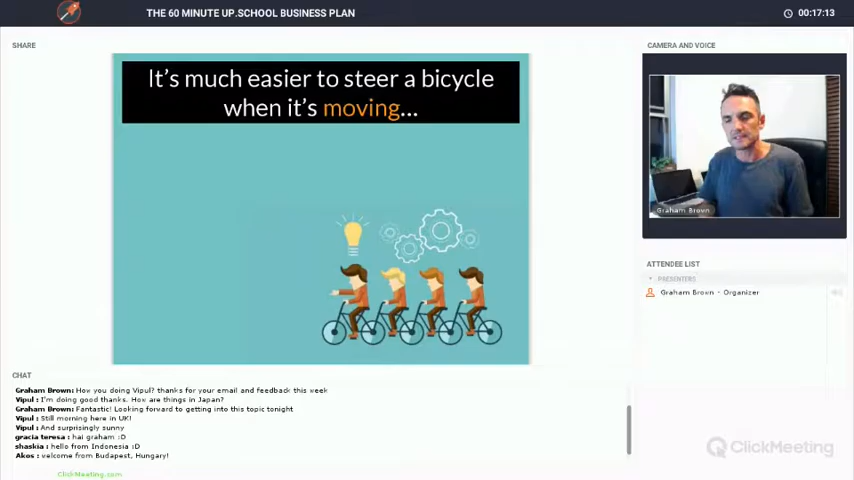 THE 60 MINUTE UP.SCHOOL BUSINESS PLAN
00:17:13
SHARE
It's much easier to steer a bicycle
when it's moving...
CAMERA AND VOICE
Graham Brown
ATTENDEE LIST
PRESENTERS
Graham Brown - Organizer
CHAT
Graham Brown: How you doing Vipul? thanks for your email and feedback this week
Vipul : I'm doing good thanks. How are things in Japan?
Graham Brown: Fantastic! Looking forward to getting into this topic tonight
Vipul : Still morning here in UK!
Vipul : And surprisingly sunny
gracia teresa : hai graham :D
shaskia : hello from Indonesia :D
Akos : welcome from Budapest, Hungary!
ClickMeeting.com
ClickMeeting